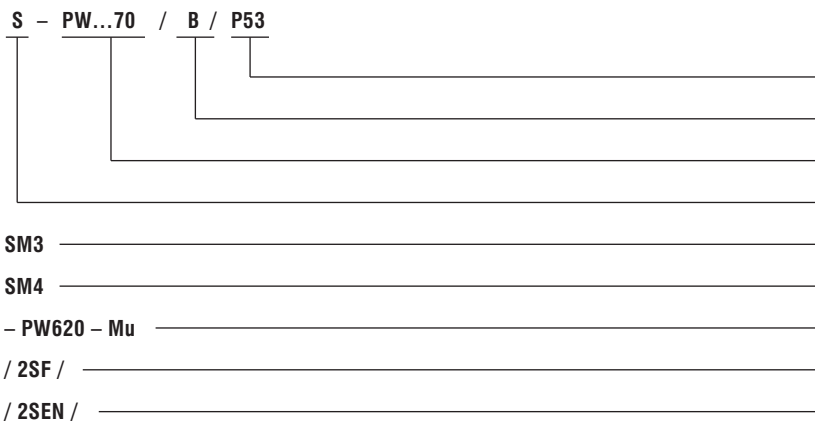 S – PW...70 / B / P53
SM3
SM4
– PW620 – Mu
/ 2SF /
/ 2SEN /